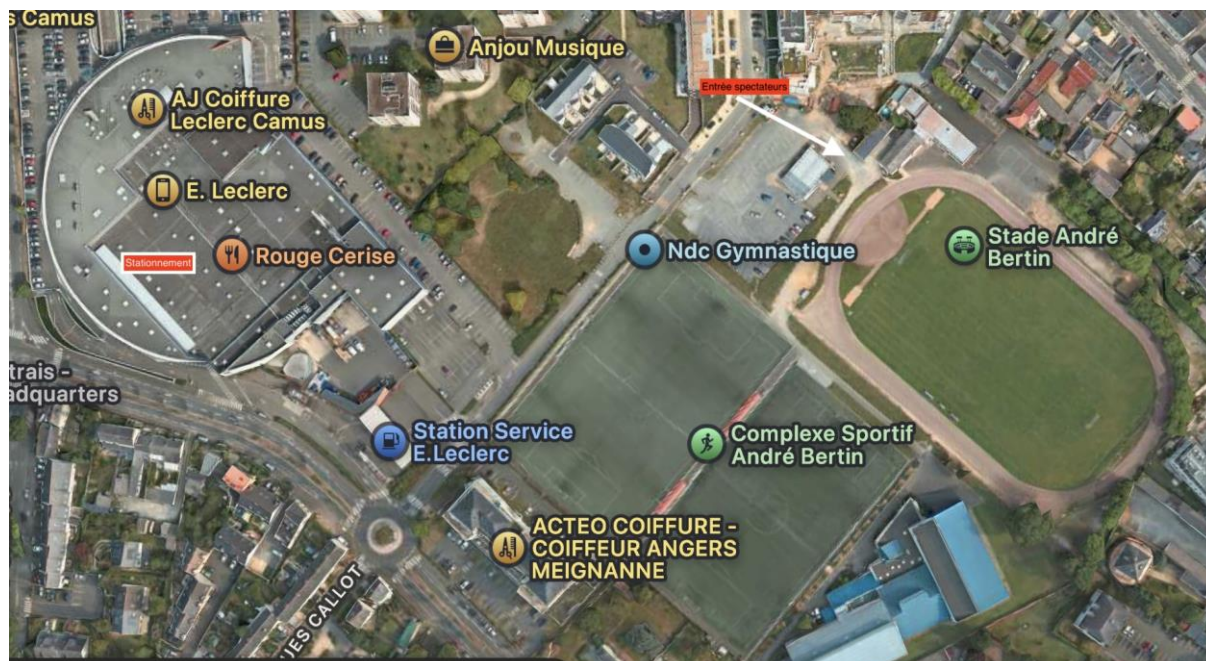 s Camus
Anjou Musique
Entrée spectateurs
AJ Coiffure
Leclerc Camus
E. Leclerc
Stade André
Bertin
Rouge Cerise
Ndc Gymnastique
Stationnement
trais -
adquarters
Station Service
E.Leclerc
Complexe Sportif
André Bertin
ACTEO COIFFURE -
COIFFEUR ANGERS
MEIGNANNE
UES CALLOT